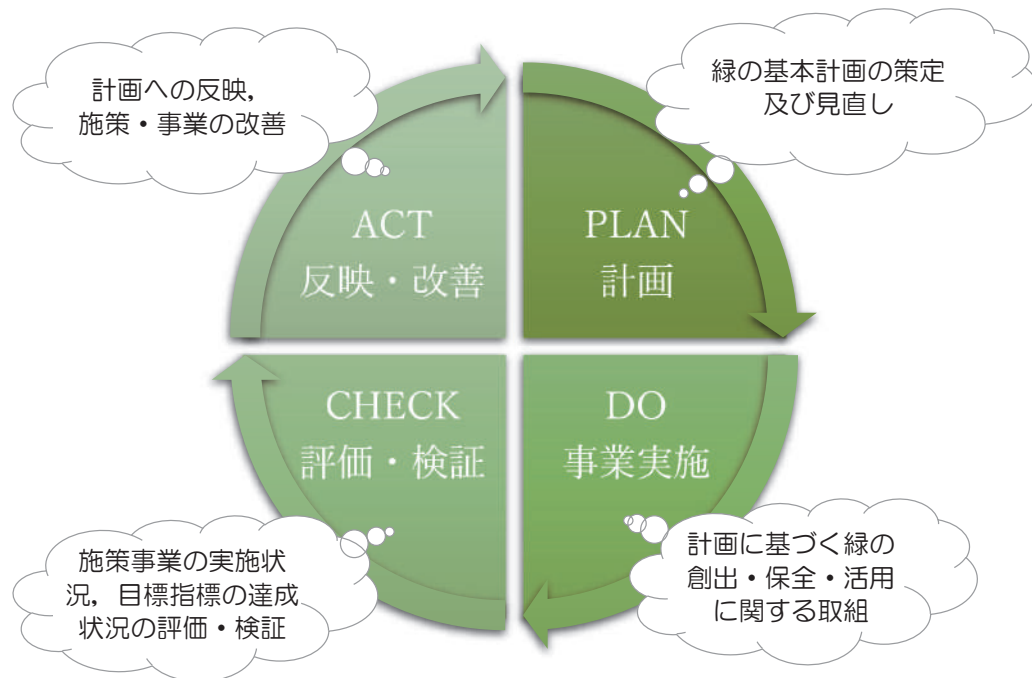 計画への反映，
施策・事業の改善
緑の基本計画の策定
及び見直し
ACT
反映・改善
PLAN
計画
CHECK
評価・検証
DO
事業実施
施策事業の実施状
況，目標指標の達成
状況の評価・検証
計画に基づく緑の
創出・保全・活用
に関する取組